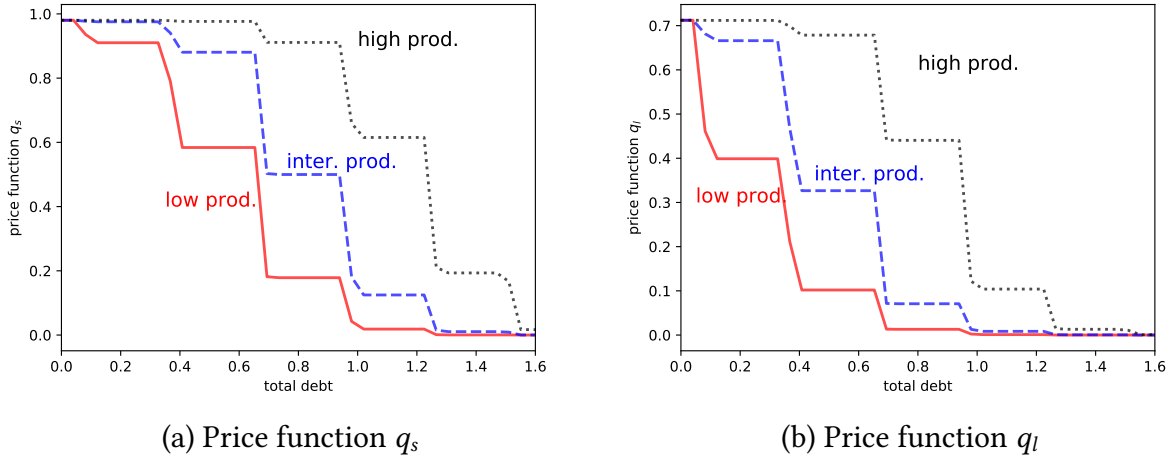 1.0
0.8
0.6
0.4
0.2
0.0
price function qs
high prod.
inter. prod.
low prod.
0.0 0.2 0.4 0.6 0.8 1.0 1.2 1.4 1.6
total debt
(a) Price function qs
0.7
0.6
0.5
0.4
0.3
0.2
0.1
0.0
price function ql
high prod.
inter. prod.
low prod.
0.0 0.2 0.4 0.6 0.8 1.0 1.2 1.4 1.6
total debt
(b) Price function ql